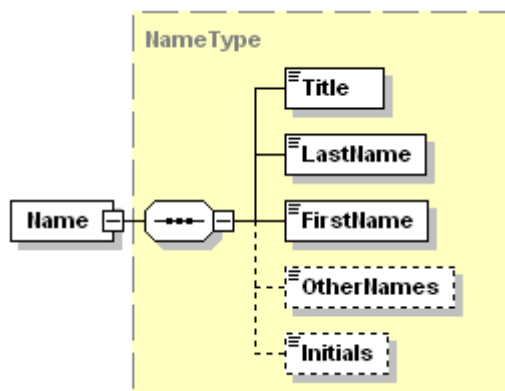 NameType
Title
LastName
Name
FirstName
OtherNames
Initials